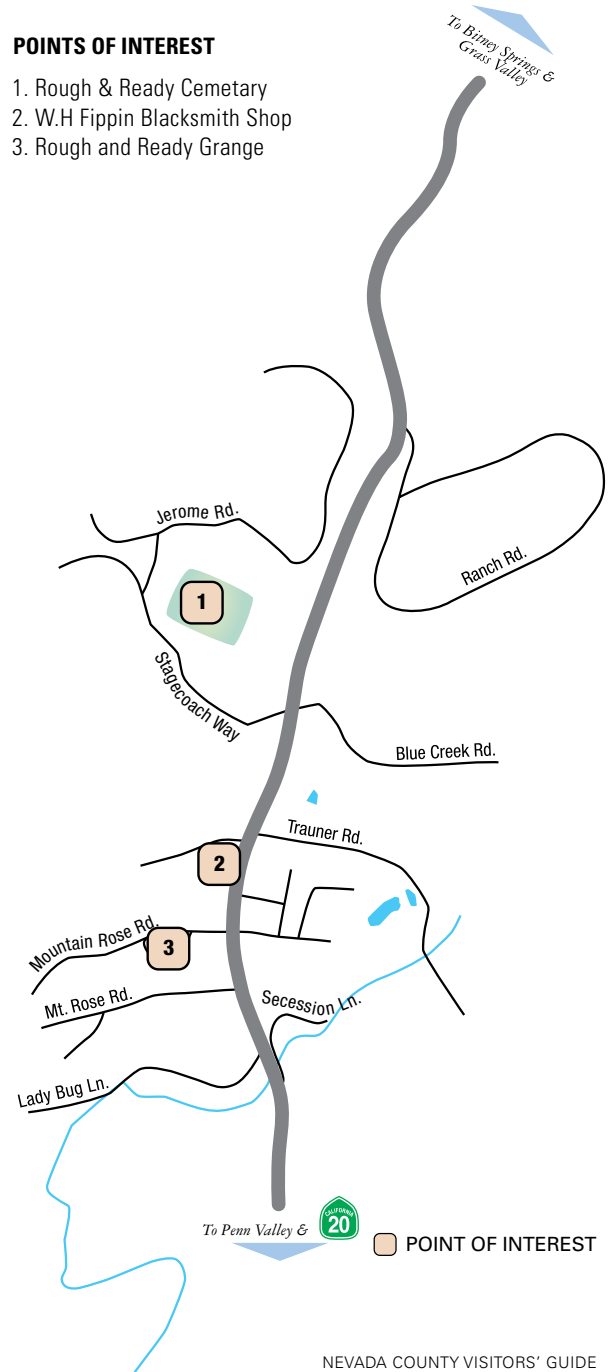 To Bitney Springs &
Grass Valley
POINTS OF INTEREST
1. Rough & Ready Cemetary
2. W.H Fippin Blacksmith Shop
3. Rough and Ready Grange
Jerome Rd.
Ranch Rd.
1
Stagecoach Way
Blue Creek Rd.
Trauner Rd.
2
Mountain Rose Rd.
3
Mt. Rose Rd.
Secession Ln.
Lady Bug Ln.
To Penn Valley &
CALIFORNIA
20
POINT OF INTEREST
NEVADA COUNTY VISITORS' GUIDE